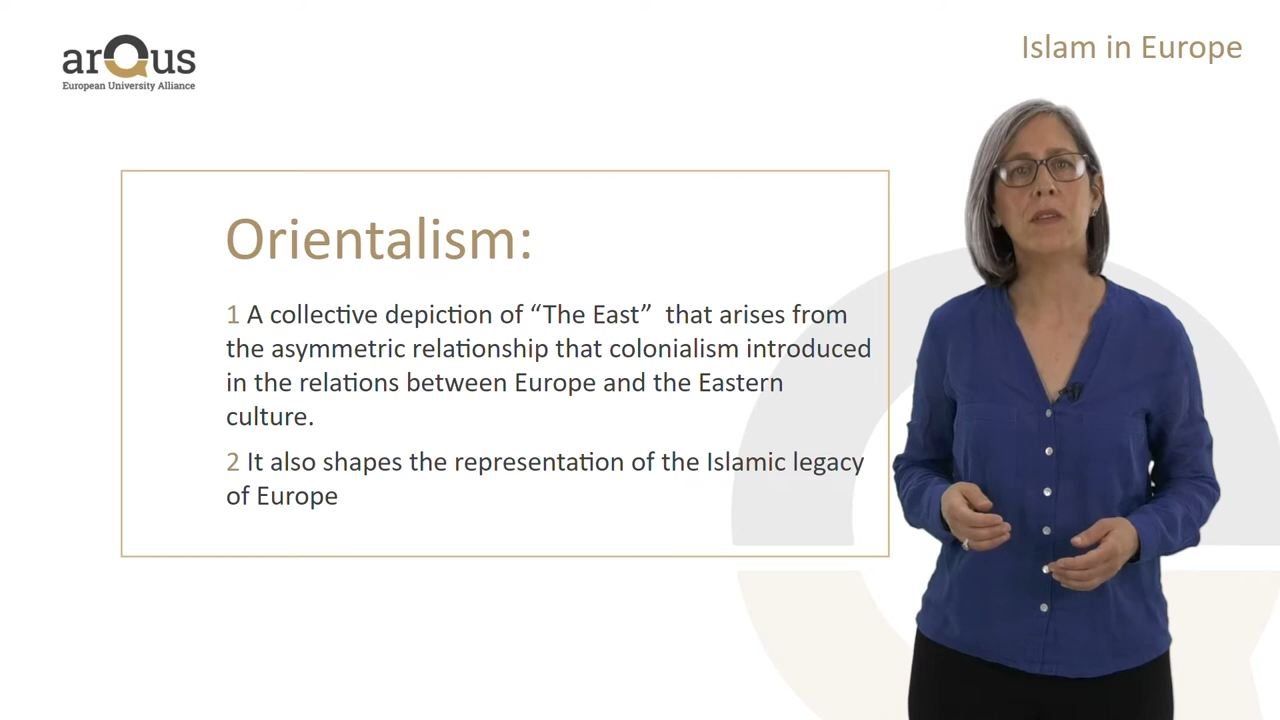 arQus
European University Alliance
Islam in Europe
Orientalism:
1 A collective depiction of “The East”  that arises from
the asymmetric relationship that colonialism introduced
in the relations between Europe and the Eastern
culture.
2 It also shapes the representation of the Islamic legacy
of Europe